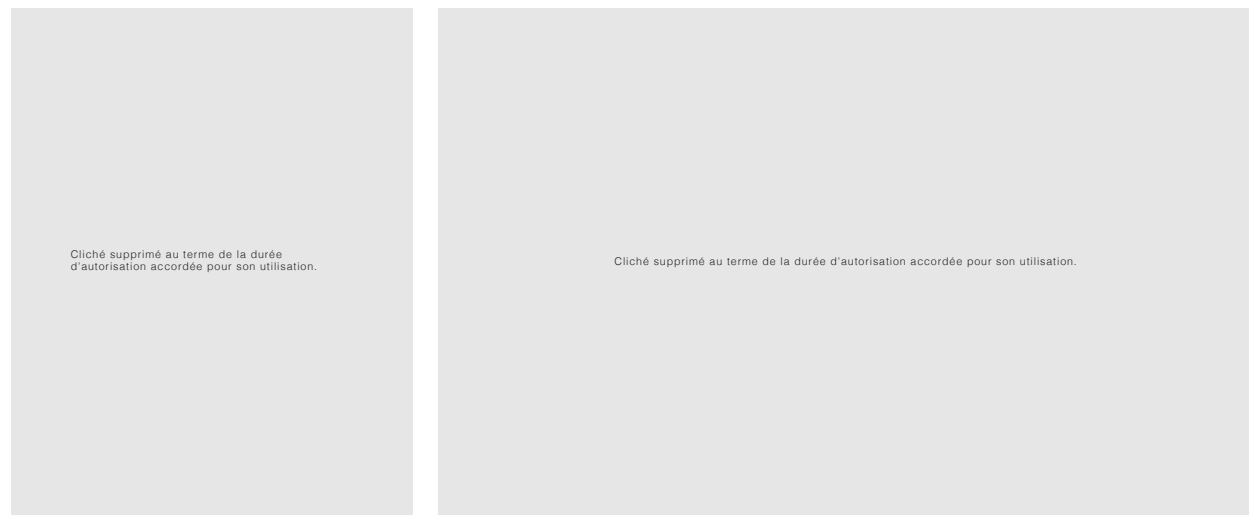 Cliché supprimé au terme de la durée
d'autorisation accordée pour son utilisation.
Cliché supprimé au terme de la durée d'autorisation accordée pour son utilisation.